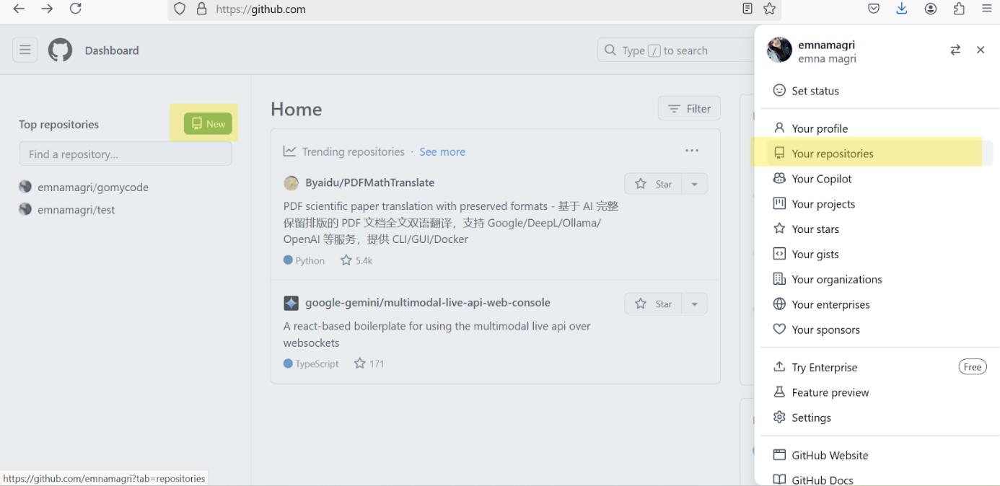 https://github.com
Dashboard
Type / to search
Top repositories
New
Find a repository...
emnamagri/gomycode
emnamagri/test
Home
Filter
Trending repositories · See more
Byaidu/PDFMathTranslate
Star
PDF scientific paper translation with preserved formats - 基于 AI 完整
保留排版的 PDF 文档全文双语翻译，支持 Google/DeepL/Ollama/
OpenAI 等服务，提供 CLI/GUI/Docker
Python 5.4k
google-gemini/multimodal-live-api-web-console
Star
A react-based boilerplate for using the multimodal live api over
websockets
TypeScript 171
emnamagri
emna magri
Set status
Your profile
Your repositories
Your Copilot
Your projects
Your stars
Your gists
Your organizations
Your enterprises
Your sponsors
Try Enterprise Free
Feature preview
Settings
GitHub Website
GitHub Docs
https://github.com/emnamagri?tab=repositories